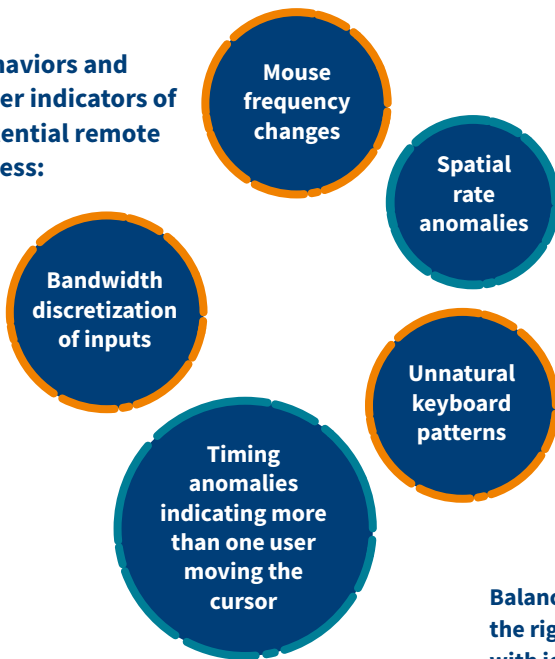 haviors and
er indicators of
ential remote
ess:
Mouse
frequency
changes
Spatial
rate
anomalies
Bandwidth
discretization
of inputs
Unnatural
keyboard
patterns
Timing
anomalies
indicating more
than one user
moving the
cursor
Balanc
the rig